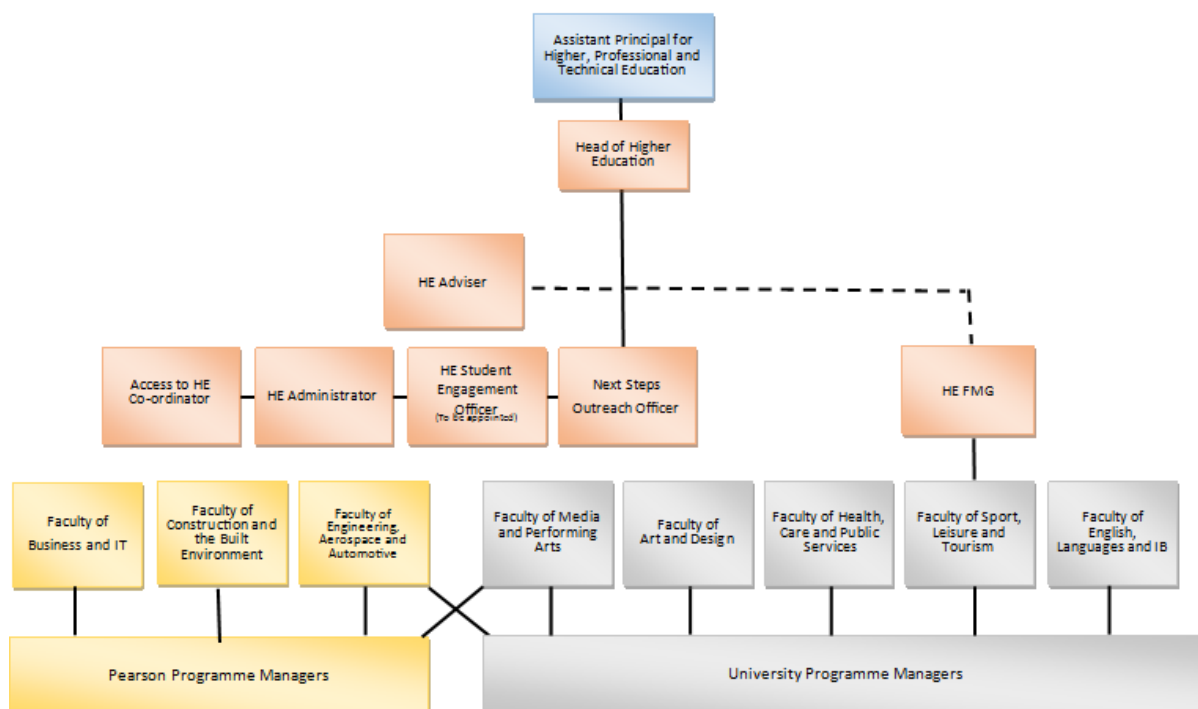 Assistant Principal for
Higher, Professional and
Technical Education
Head of Higher
Education
HE Adviser
Access to HE
Co-ordinator
HE Administrator
HE Student
Engagement
Officer
(To be appointed)
Next Steps
Outreach Officer
HE FMG
Faculty of
Business and IT
Faculty of
Construction and
the Built
Environment
Faculty of
Engineering,
Aerospace and
Automotive
Faculty of Media
and Performing
Arts
Faculty of
Art and Design
Faculty of Health,
Care and Public
Services
Faculty of Sport,
Leisure and
Tourism
Faculty of
English,
Languages and IB
Pearson Programme Managers
University Programme Managers